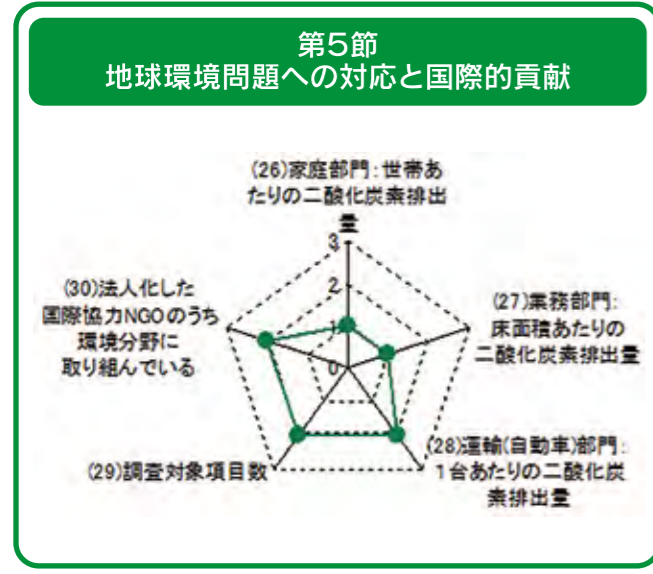 第5節
地球環境問題への対応と国際的貢献
(26)家庭部門:世帯あ
たりの二酸化炭素排出
量
3
2
1
0
(30)法人化した
国際協力NGOのうち
環境分野に
取り組んでいる
(27)業務部門:
床面積あたりの
二酸化炭素排出量
(29)調査対象項目数
(28)運輸(自動車)部門:
1台あたりの二酸化炭
素排出量